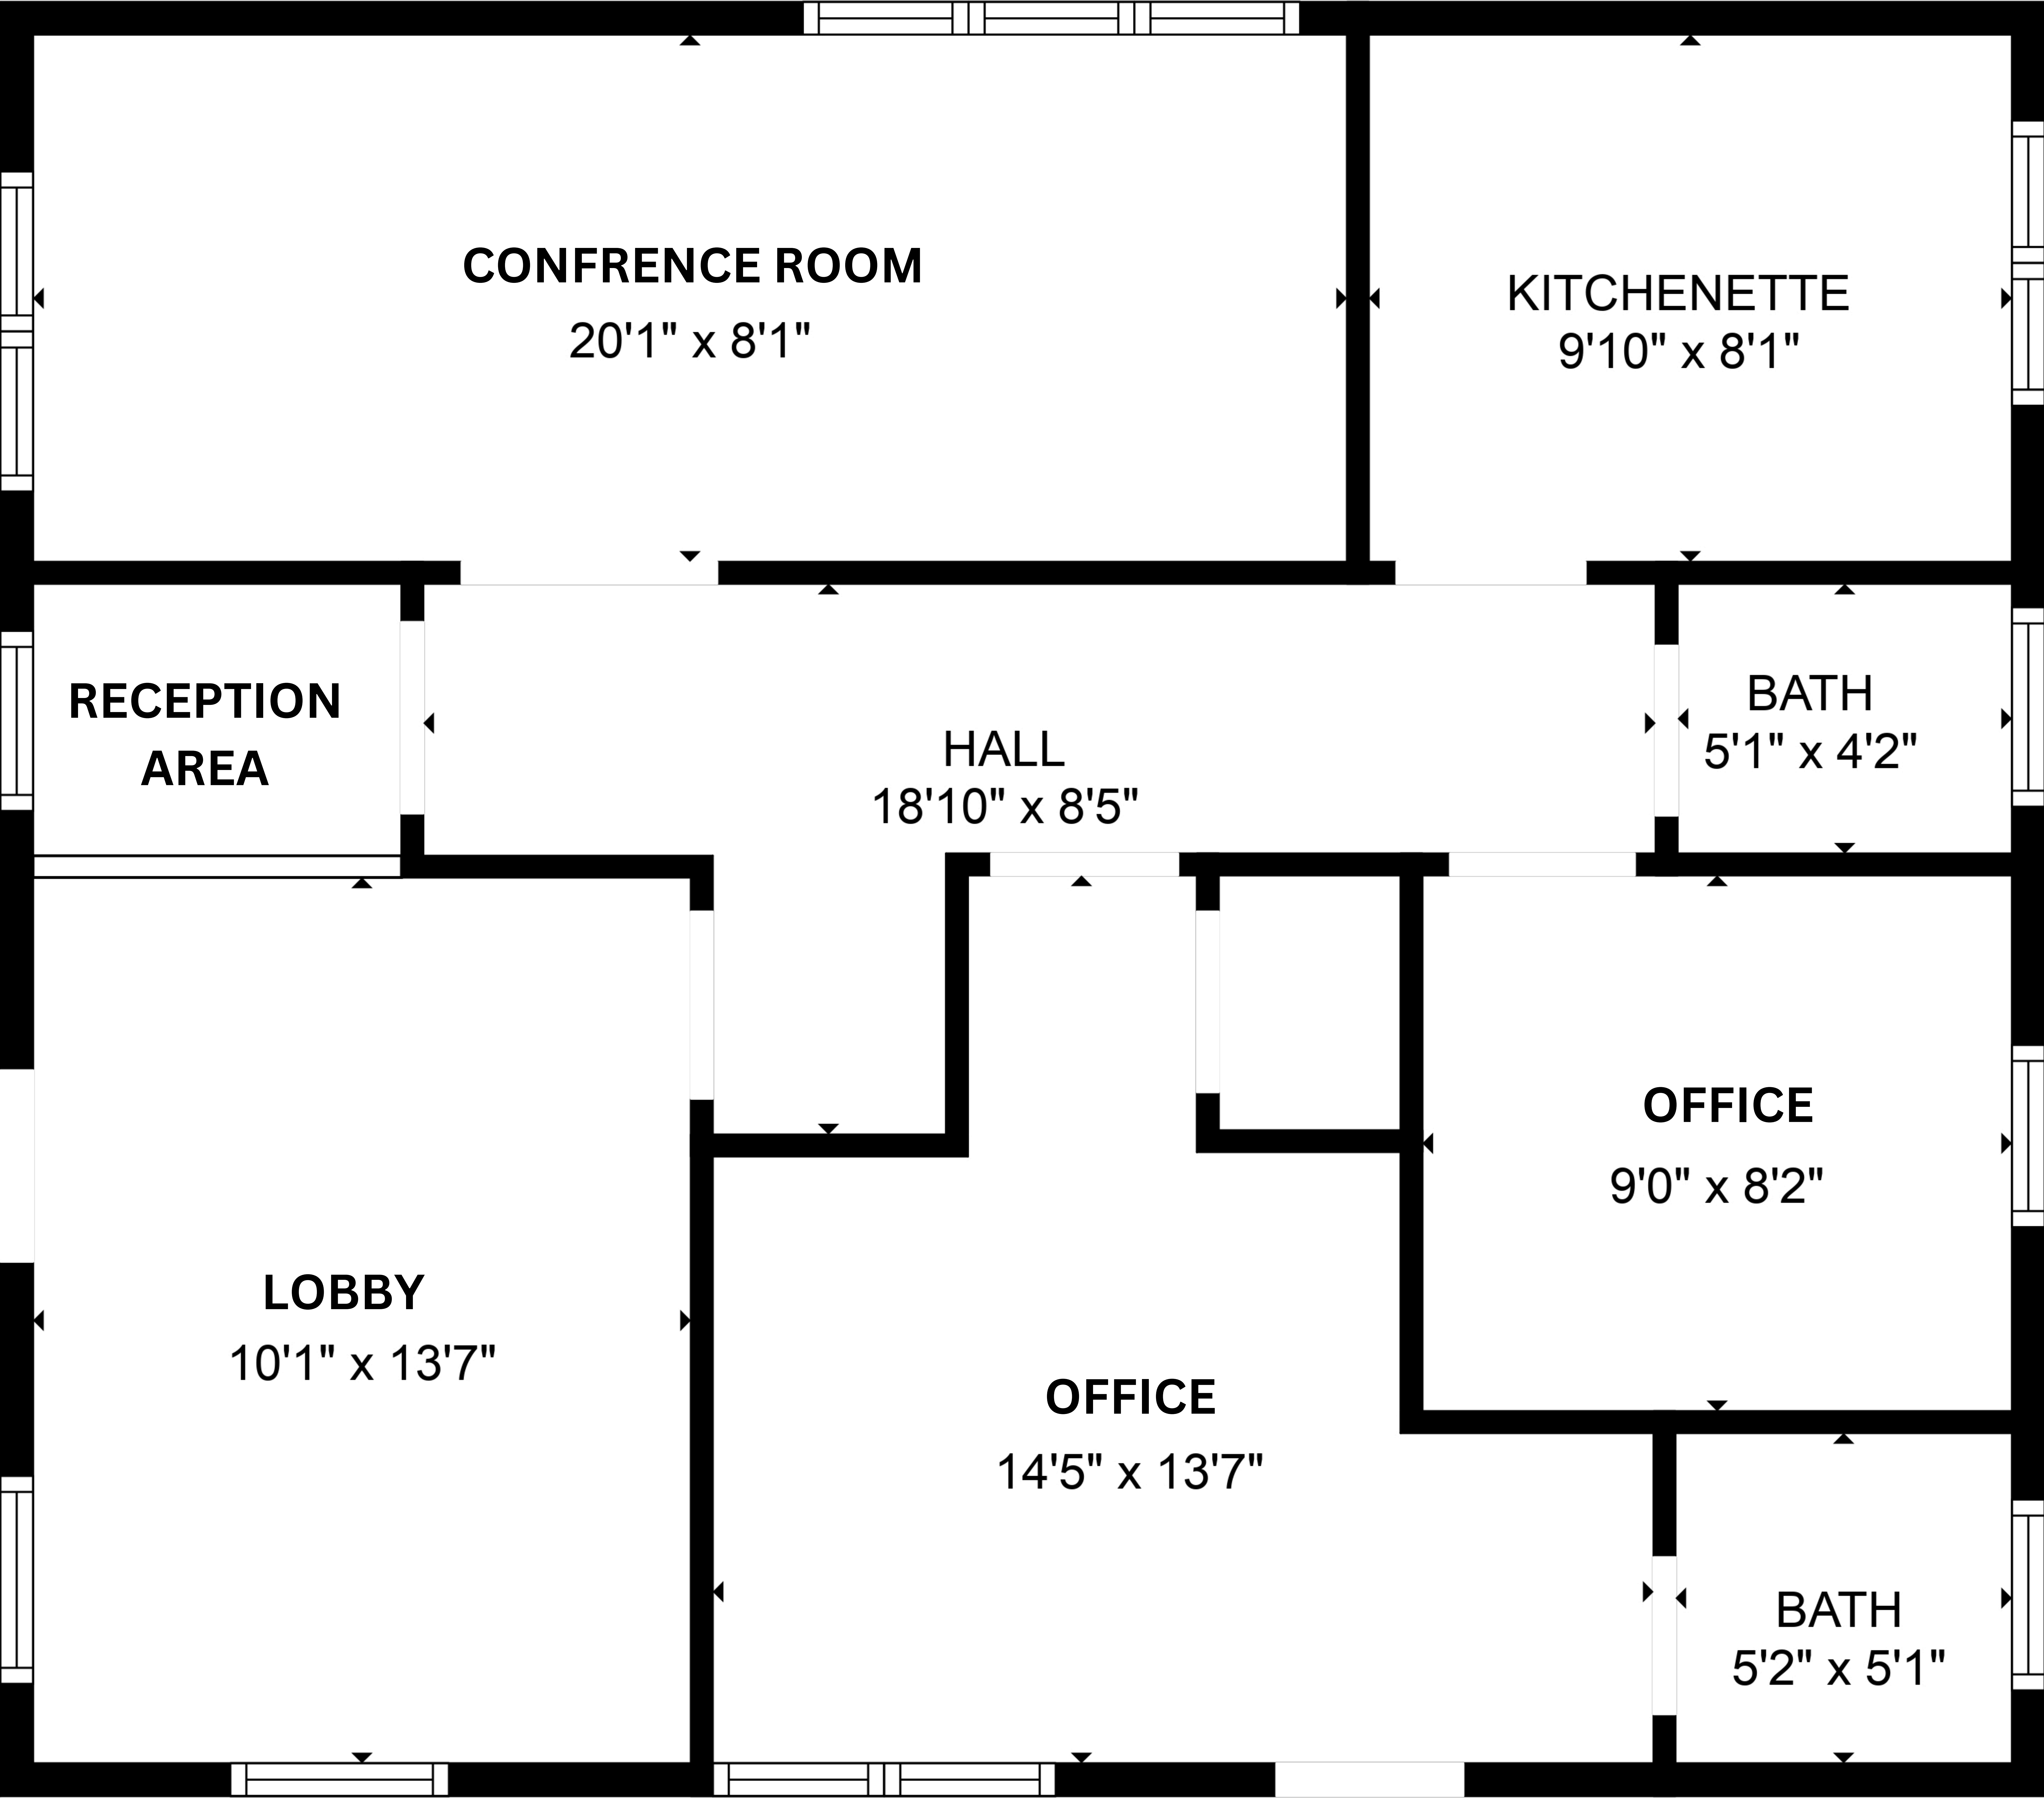 CONFRENCE ROOM
20'1" x 8'1"
KITCHENETTE
9'10" x 8'1"
RECEPTION
AREA
HALL
18'10" x 8'5"
BATH
5'1" x 4'2"
OFFICE
9'0" x 8'2"
LOBBY
10'1" x 13'7"
OFFICE
14'5" x 13'7"
BATH
5'2" x 5'1"